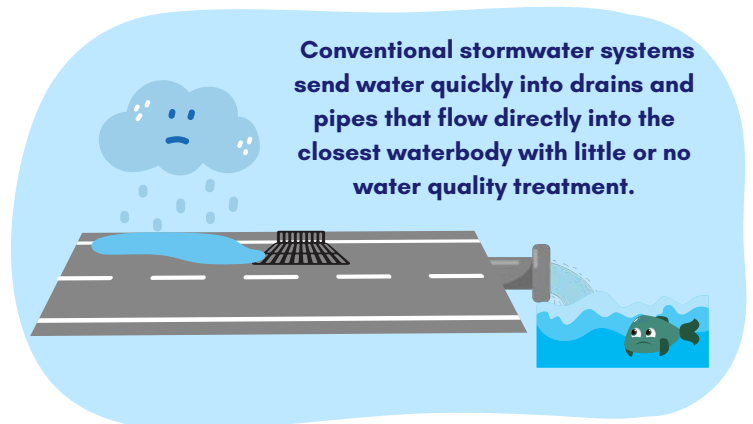 Conventional stormwater systems
send water quickly into drains and
pipes that flow directly into the
closest waterbody with little or no
water quality treatment.